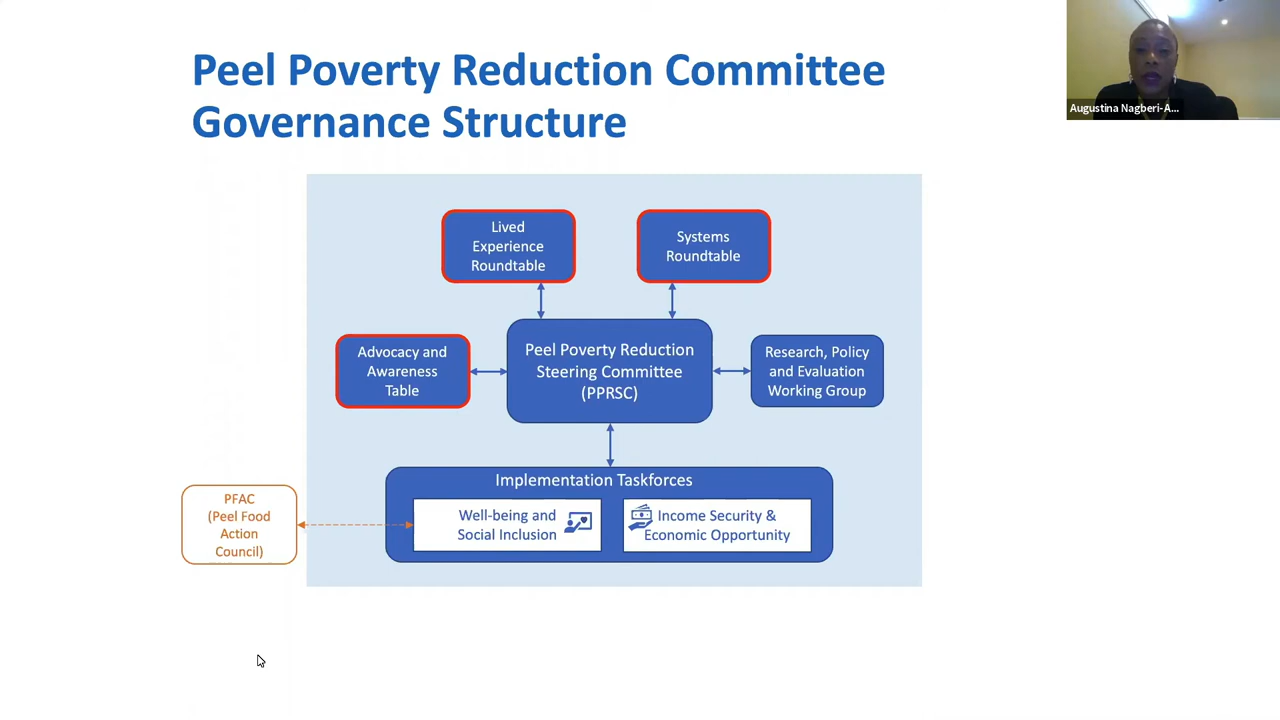 Peel Poverty Reduction Committee
Governance Structure
Augustina Nagberi-A...
Lived
Experience
Roundtable
Systems
Roundtable
Advocacy and
Awareness
Table
Peel Poverty Reduction
Steering Committee
(PPRSC)
Research, Policy
and Evaluation
Working Group
Implementation Taskforces
Well-being and
Social Inclusion
Income Security &
Economic Opportunity
PFAC
(Peel Food
Action
Council)